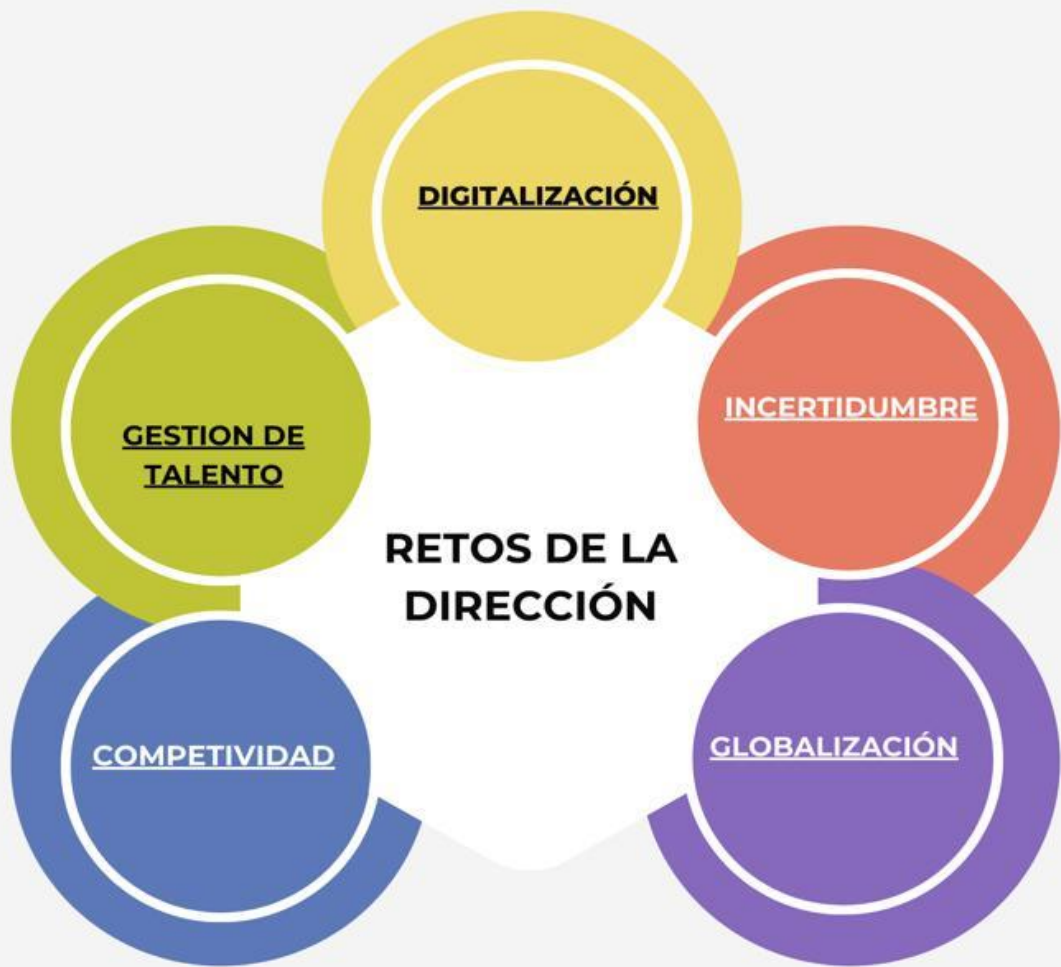 DIGITALIZACIÓN
INCERTIDUMBRE
GESTION DE
TALENTO
RETOS DE LA
DIRECCIÓN
COMPETIVIDAD
GLOBALIZACIÓN